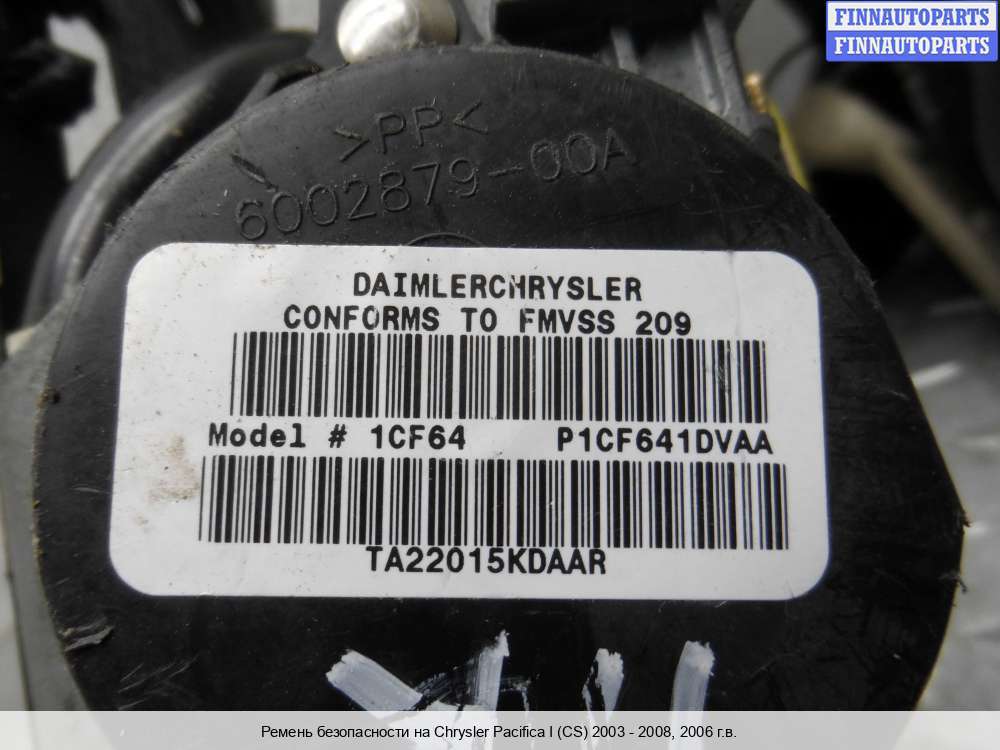 FINNAUTOPARTS
FINNAUTOPARTS
>PP<
6002879-00A
DAIMLERCHRYSLER
CONFORMS TO FMVSS 209
Model # 1CF64 P1CF641DVAA
TA22015KDAAR
Ремень безопасности на Chrysler Pacifica I (CS) 2003 - 2008, 2006 г.в.